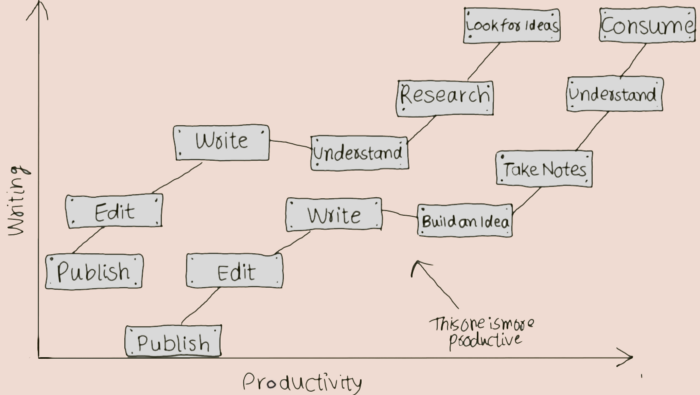 Look for Ideas
Consume
Research
Understand
Write
Understand
Take Notes
Edit
Write
Build an Idea
Publish
Edit
This one is more
productive
Publish
Writing
Productivity